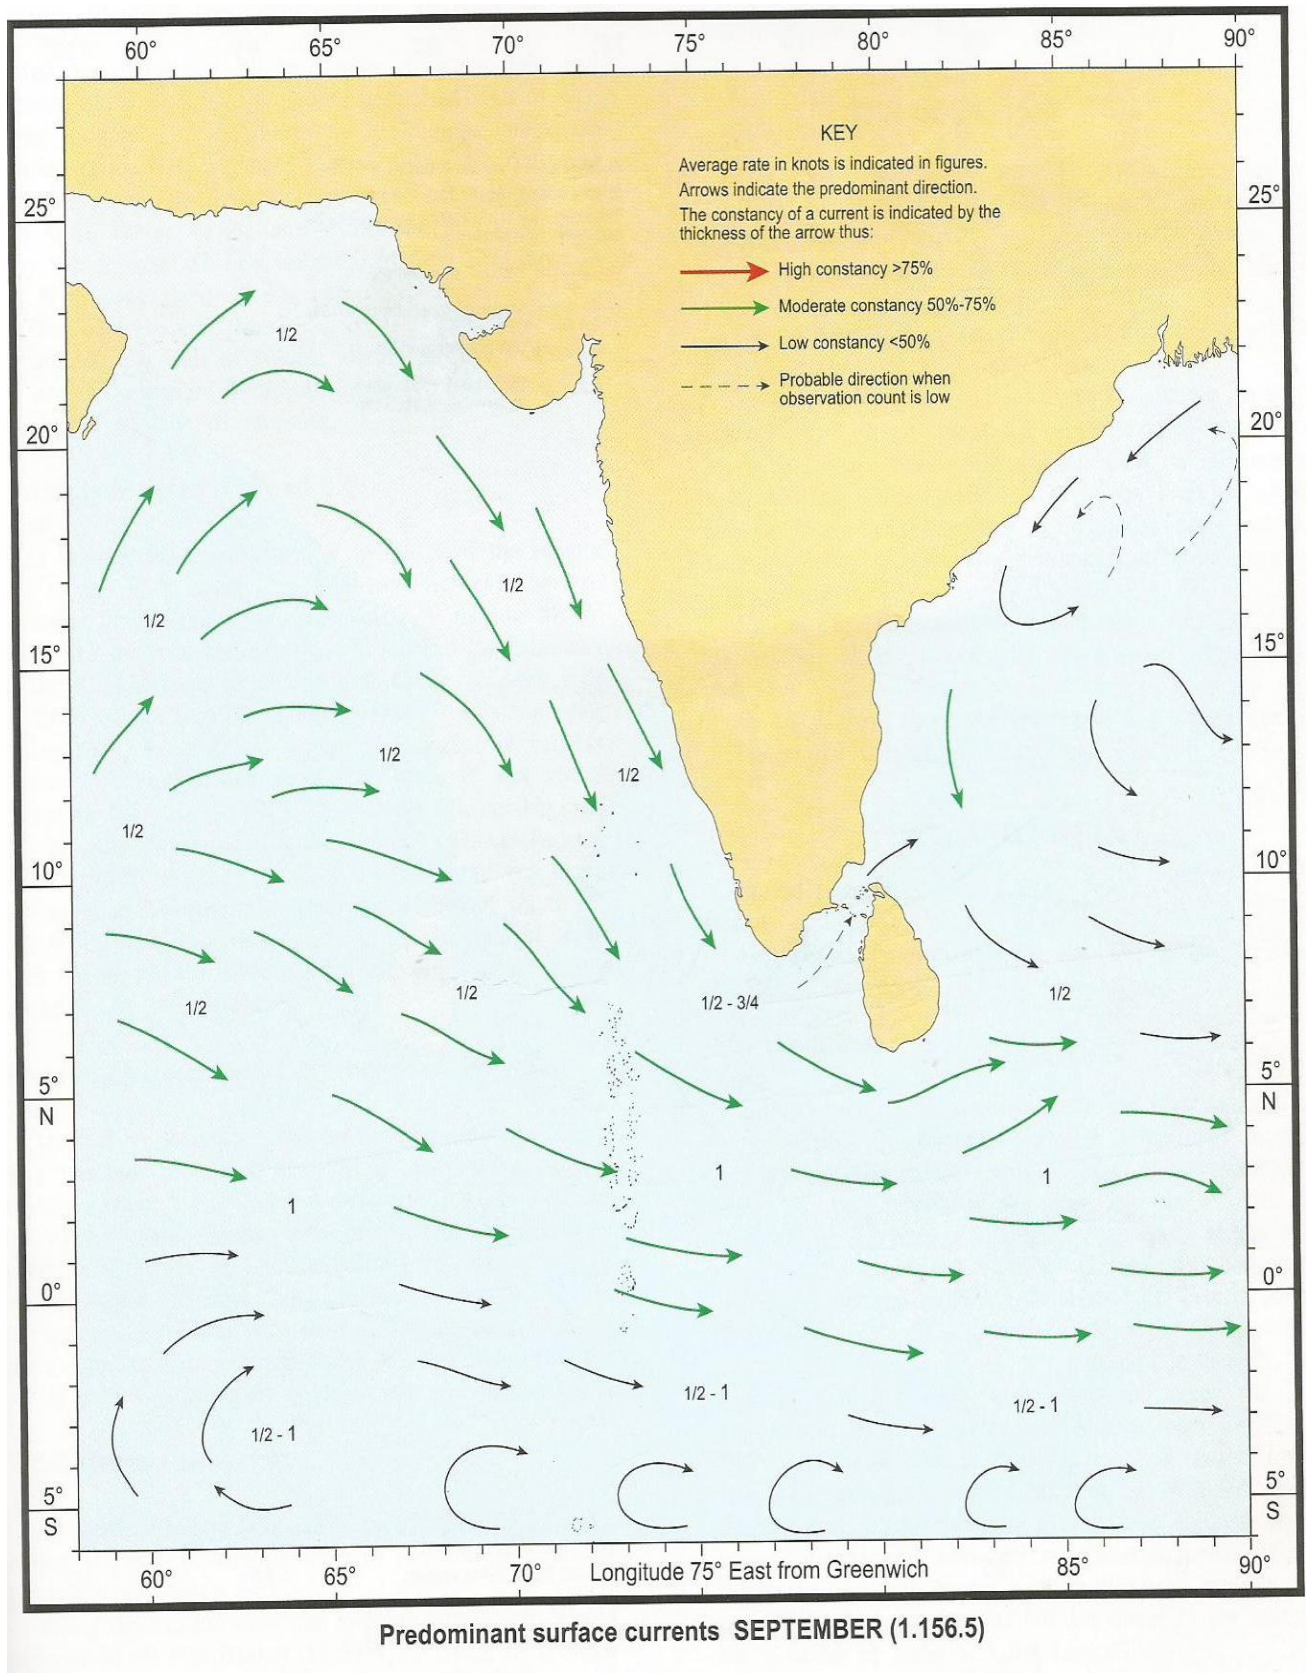 60° 65° 70° 75° 80° 85° 90°
KEY
Average rate in knots is indicated in figures.
Arrows indicate the predominant direction.
The constancy of a current is indicated by the
thickness of the arrow thus:
High constancy >75%
Moderate constancy 50%-75%
Low constancy <50%
Probable direction when
observation count is low
25° 25°
1/2
20° 20°
1/2
1/2
15° 15°
1/2
1/2
1/2
10° 10°
1/2
1/2 - 3/4
1/2
1/2
5° 5°
N N
1
1
1
0° 0°
1/2 - 1
1/2 - 1
1/2 - 1
5° 5°
S S
60° 65° 70° Longitude 75° East from Greenwich 85° 90°
Predominant surface currents SEPTEMBER (1.156.5)